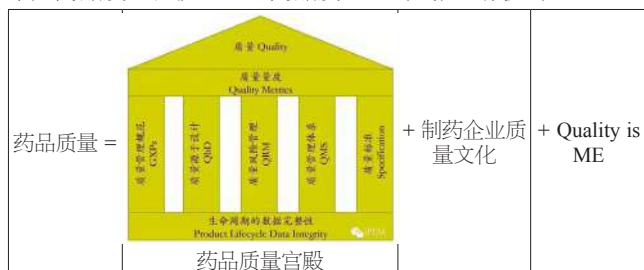 药品质量 =
质量 Quality
质量量度
Quality Metrics
质量管理规范
GXPs
质量源于设计
QbD
质量风险管理
QRM
质量管理体系
QMS
质量标准
Specification
生命周期的数据完整性
Product Lifecycle Data Integrity
IPEM
药品质量宫殿
+ 制药企业质
量文化
+ Quality is
ME